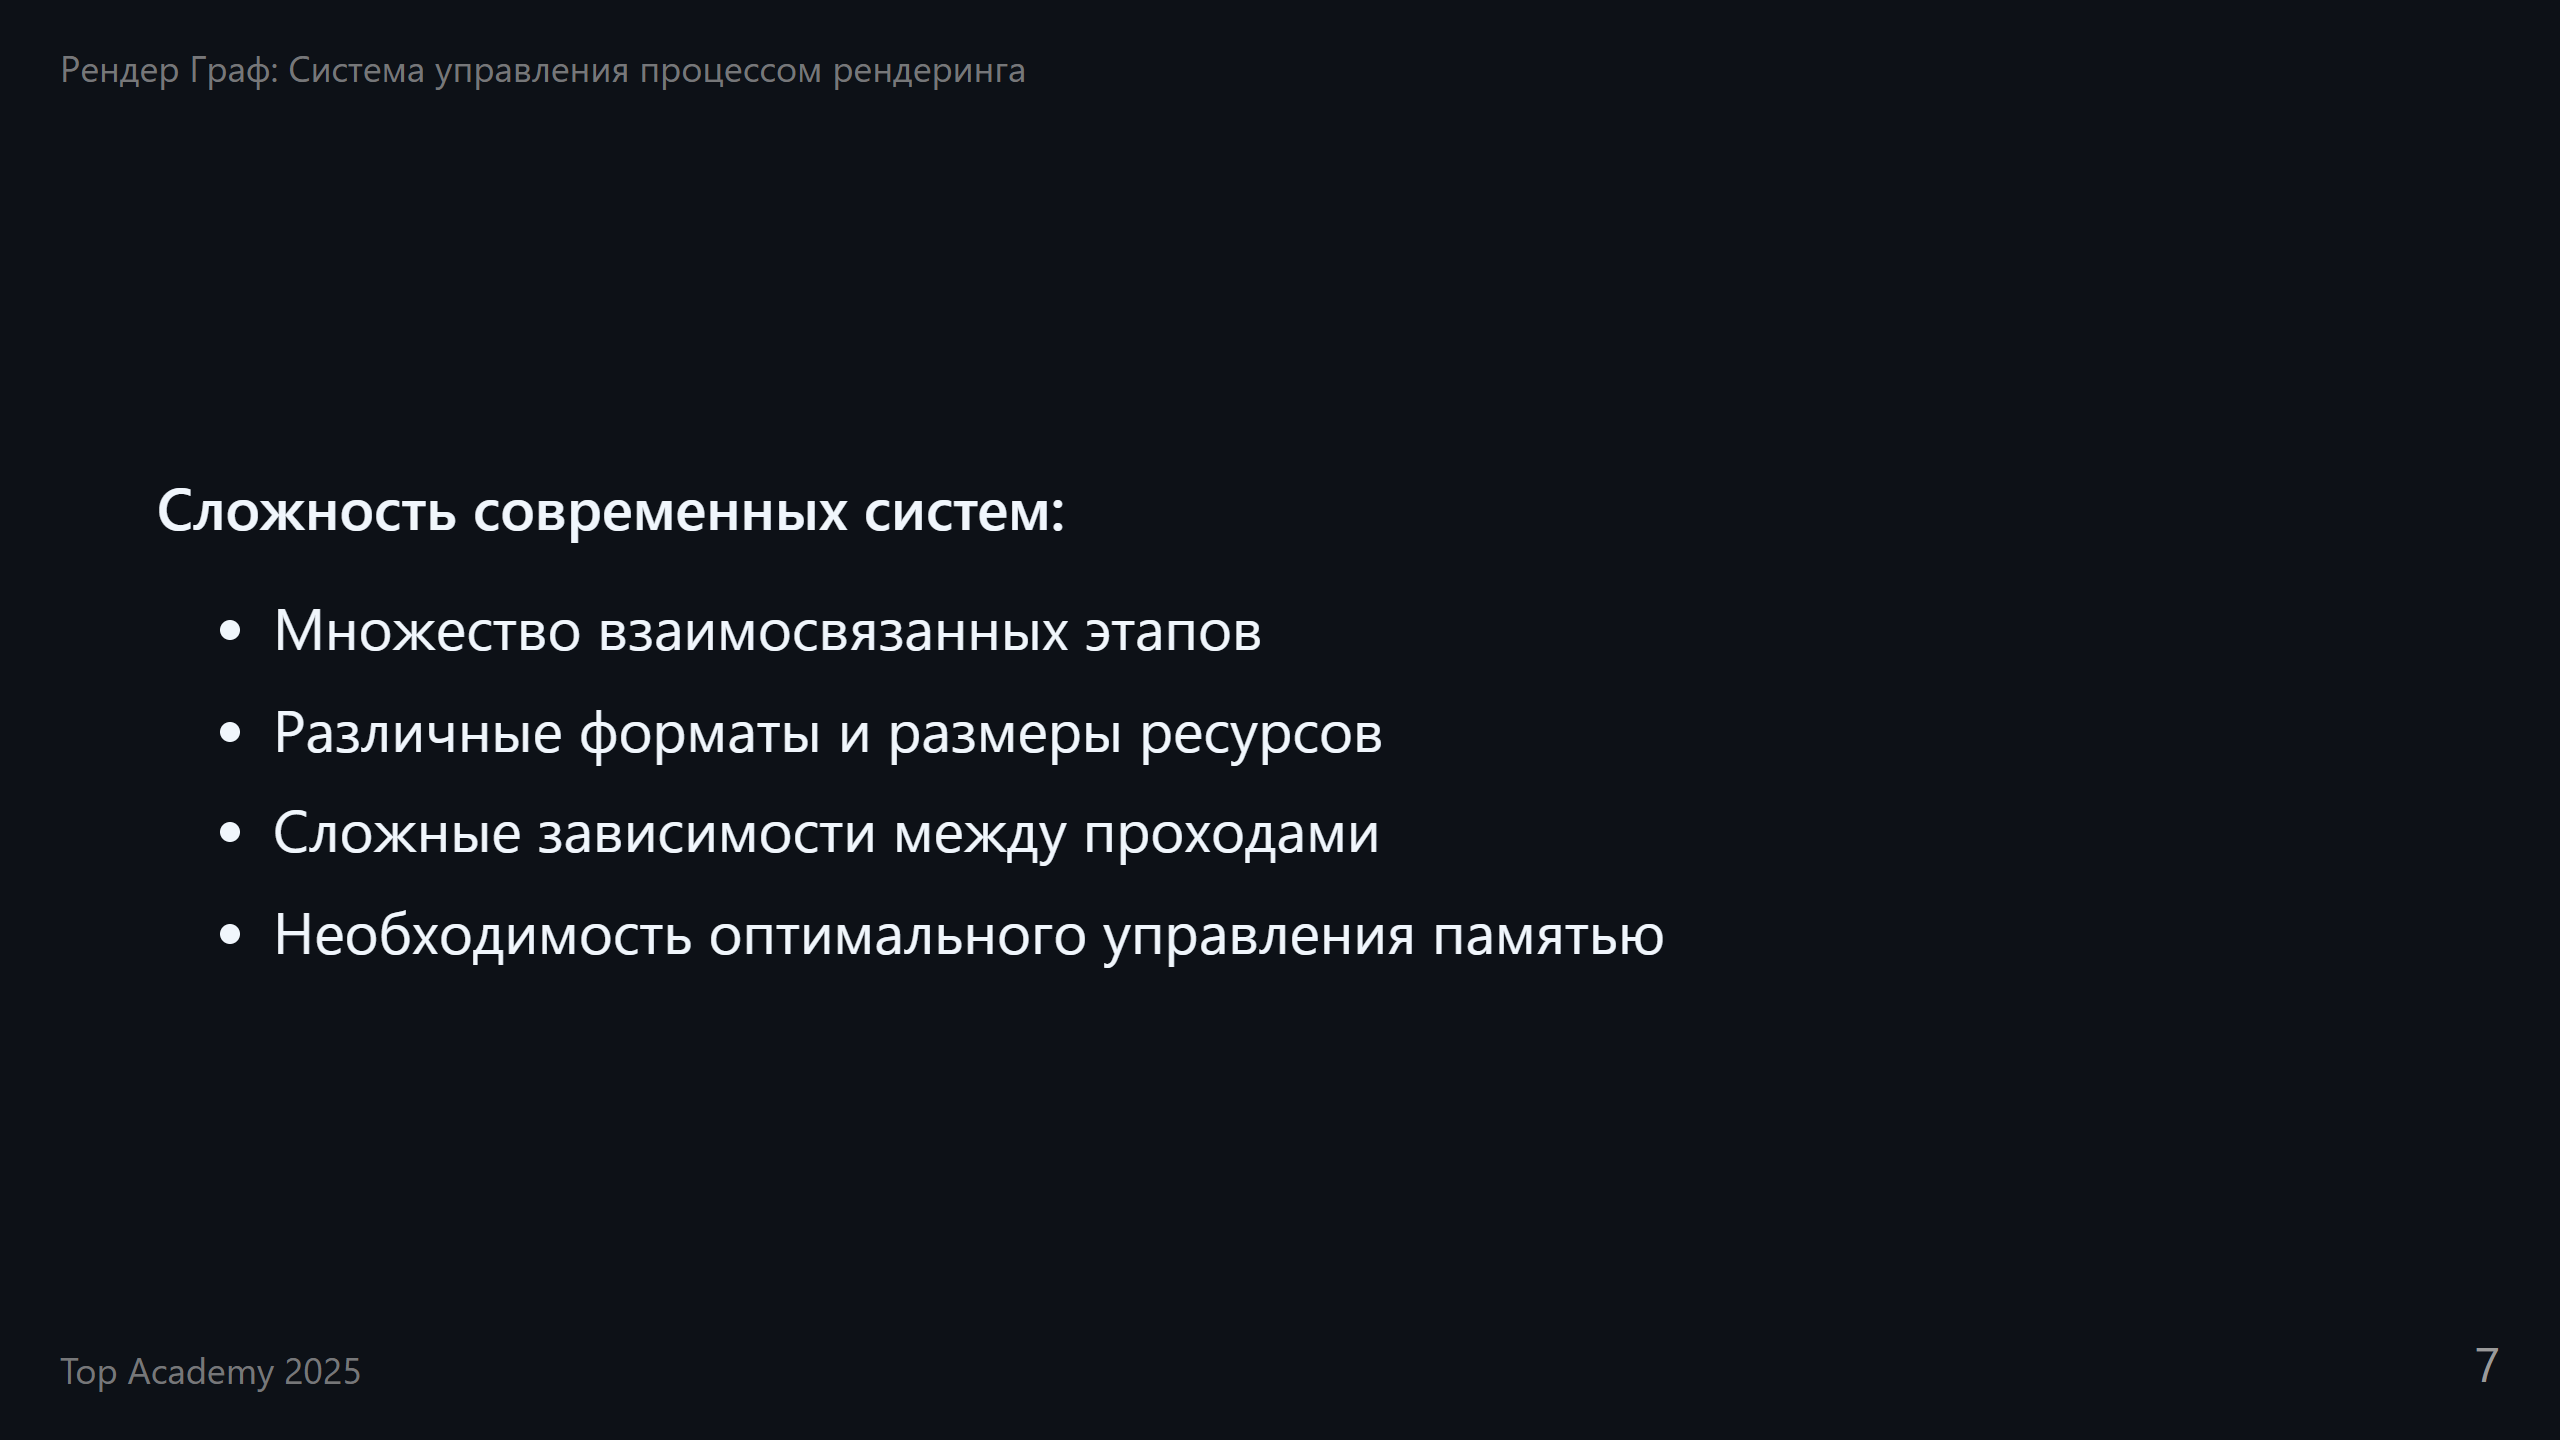 Рендер Граф: Система управления процессом рендеринга
Сложность современных систем:
• Множество взаимосвязанных этапов
• Различные форматы и размеры ресурсов
• Сложные зависимости между проходами
• Необходимость оптимального управления памятью
Top Academy 2025
7